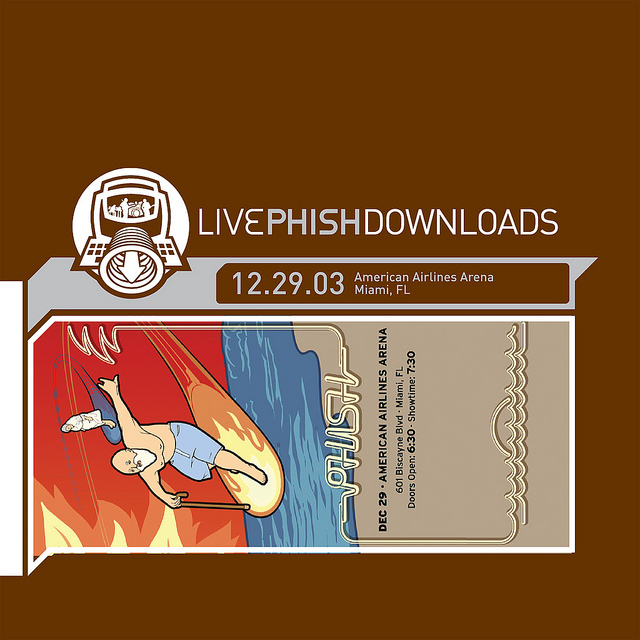 LIVEPHISHDOWNLOADS
12.29.03
American Airlines Arena
Miami, FL
PHISH
DEC 29 · AMERICAN AIRLINES ARENA
601 Biscayne Blvd · Miami, FL
Doors Open: 6:30 · Showtime: 7:30